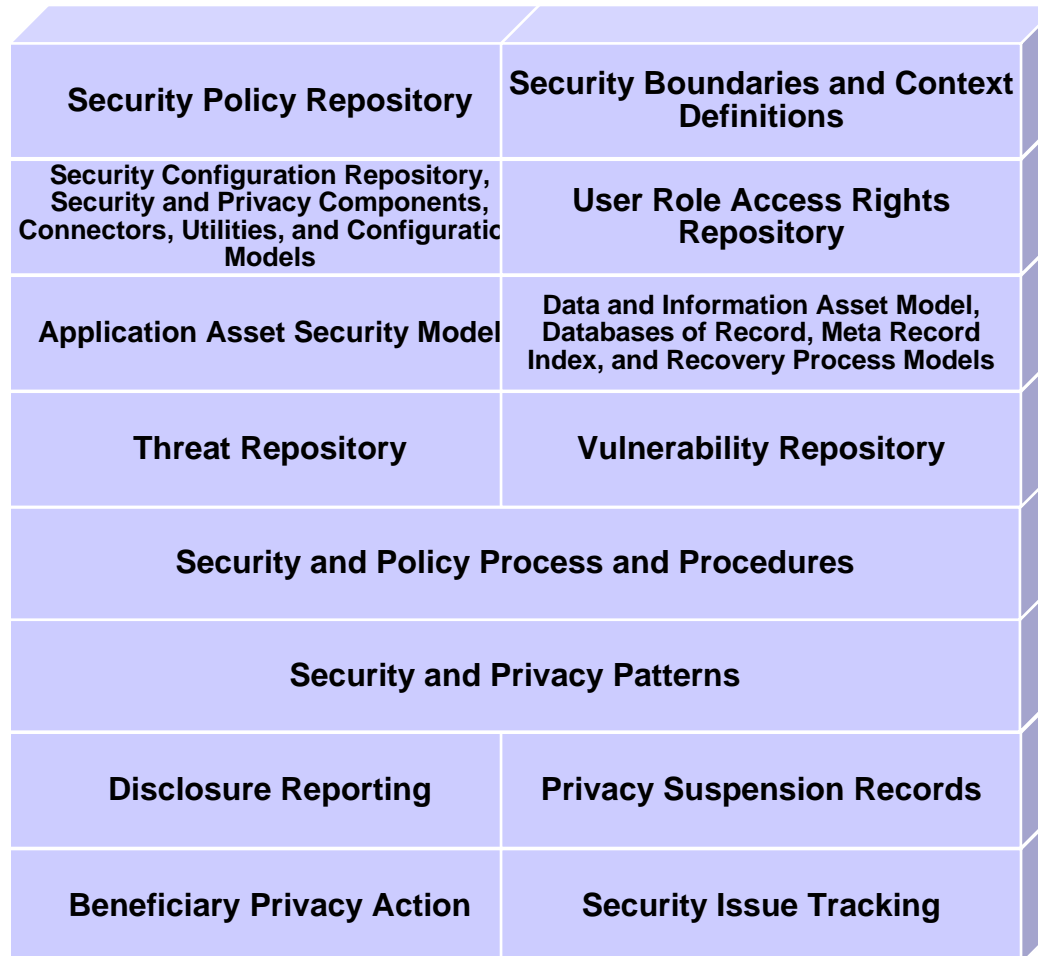 Security Policy Repository
Security Boundaries and Context
Definitions
Security Configuration Repository,
Security and Privacy Components,
Connectors, Utilities, and Configuratio
Models
User Role Access Rights
Repository
Application Asset Security Model
Data and Information Asset Model,
Databases of Record, Meta Record
Index, and Recovery Process Models
Threat Repository
Vulnerability Repository
Security and Policy Process and Procedures
Security and Privacy Patterns
Disclosure Reporting
Privacy Suspension Records
Beneficiary Privacy Action
Security Issue Tracking